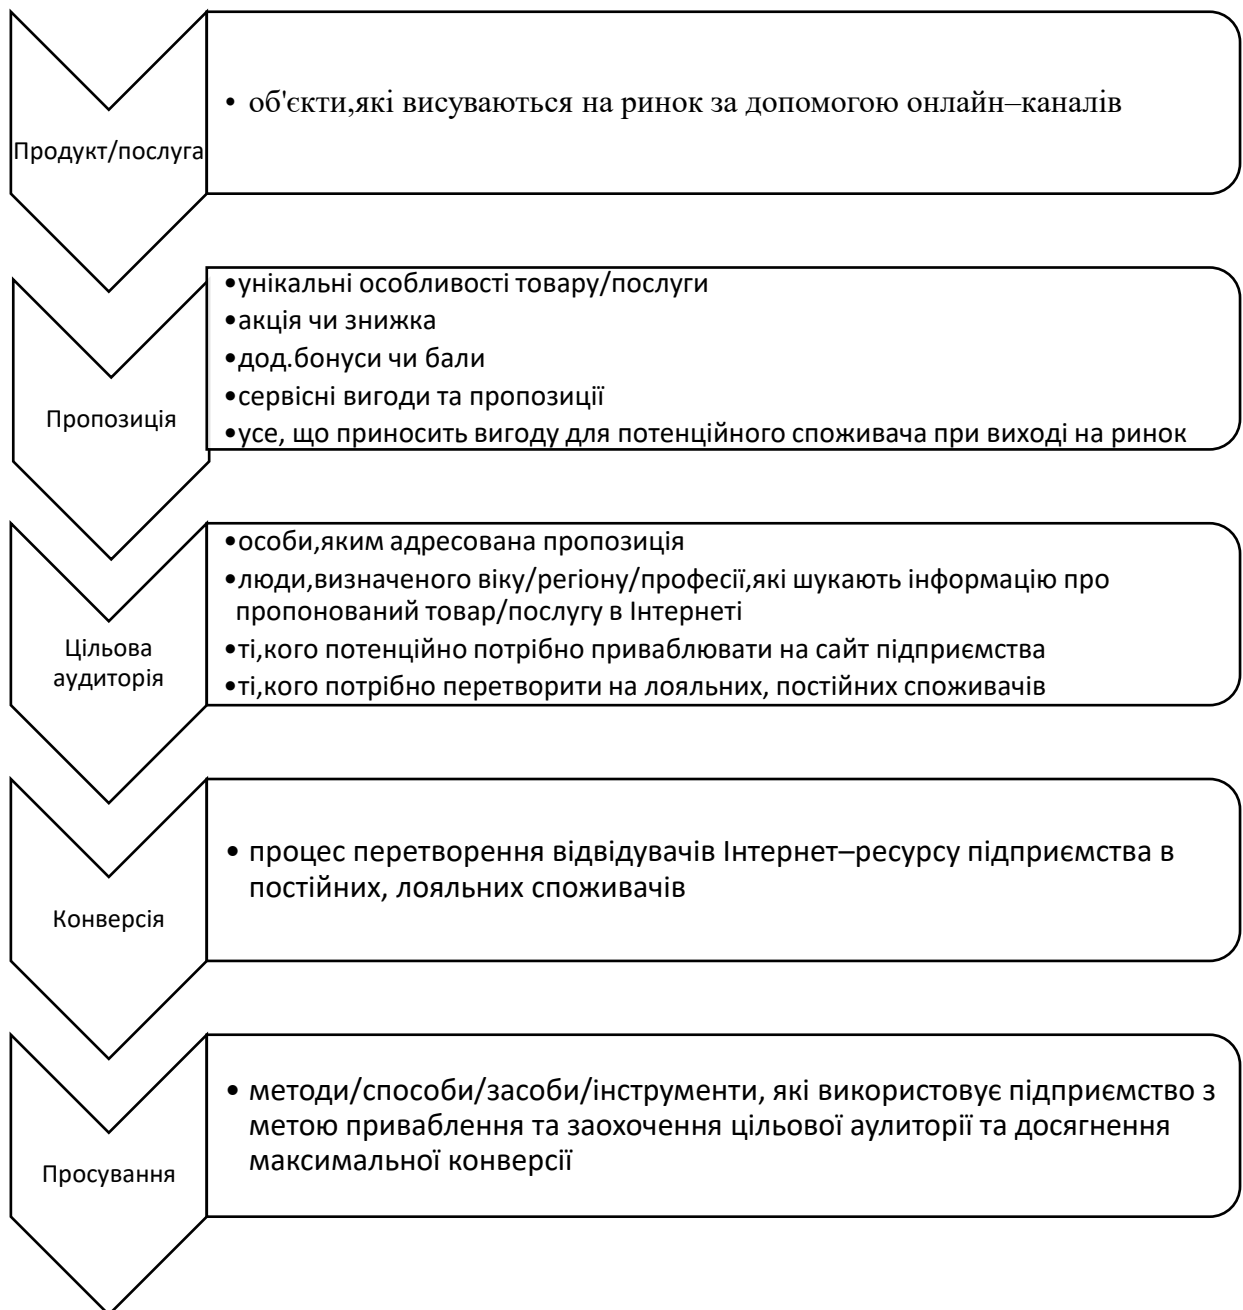 Продукт/послуга
• об'єкти,які висуваються на ринок за допомогою онлайн–каналів
Пропозиція
•унікальні особливості товару/послуги
•акція чи знижка
•дод.бонуси чи бали
•сервісні вигоди та пропозиції
•усе, що приносить вигоду для потенційного споживача при виході на ринок
Цільова
аудиторія
•особи,яким адресована пропозиція
•люди,визначеного віку/регіону/професії,які шукають інформацію про
пропонований товар/послугу в Інтернеті
•ті,кого потенційно потрібно приваблювати на сайт підприємства
•ті,кого потрібно перетворити на лояльних, постійних споживачів
Конверсія
• процес перетворення відвідувачів Інтернет–ресурсу підприємства в
постійних, лояльних споживачів
Просування
• методи/способи/засоби/інструменти, які використовує підприємство з
метою приваблення та заохочення цільової аулиторії та досягнення
максимальної конверсії